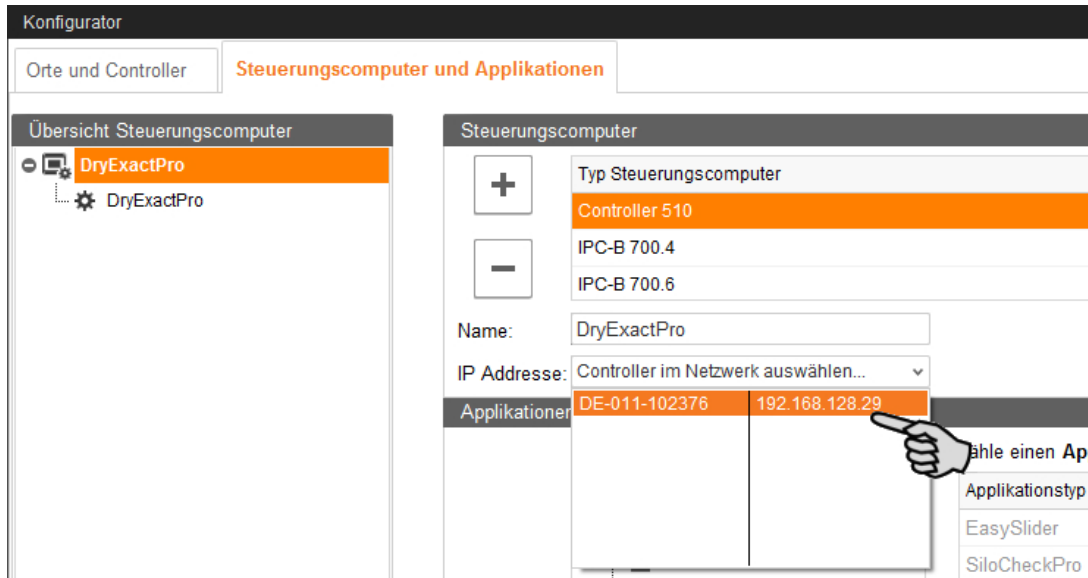 Konfigurator
Orte und Controller
Steuerungscomputer und Applikationen
Übersicht Steuerungscomputer
DryExactPro
DryExactPro
Steuerungscomputer
Typ Steuerungscomputer
Controller 510
IPC-B 700.4
IPC-B 700.6
Name: DryExactPro
IP Addresse: Controller im Netzwerk auswählen...
DE-011-102376 192.168.128.29
Applikationen
einen Ap
Applikationstyp
EasySlider
SiloCheckPro